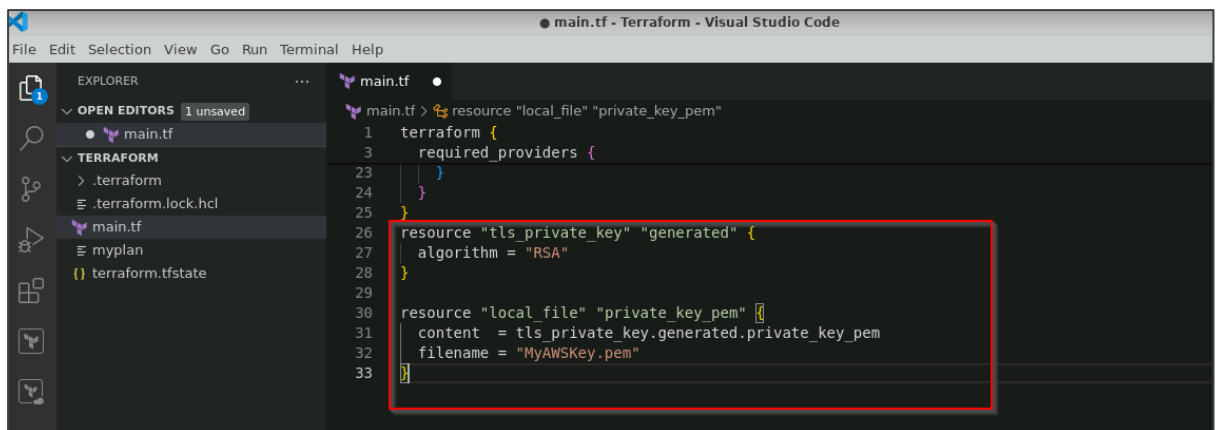 main.tf - Terraform - Visual Studio Code
File Edit Selection View Go Run Terminal Help
1
EXPLORER ...
OPEN EDITORS 1 unsaved
main.tf
TERRAFORM
> .terraform
.terraform.lock.hcl
main.tf
myplan
{} terraform.tfstate
main.tf
main.tf > resource "local_file" "private_key_pem"
1 terraform {
3 required_providers {
23 }
24 }
25 }
26 resource "tls_private_key" "generated" {
27 algorithm = "RSA"
28 }
29
30 resource "local_file" "private_key_pem" {
31 content  = tls_private_key.generated.private_key_pem
32 filename = "MyAWSKey.pem"
33 }